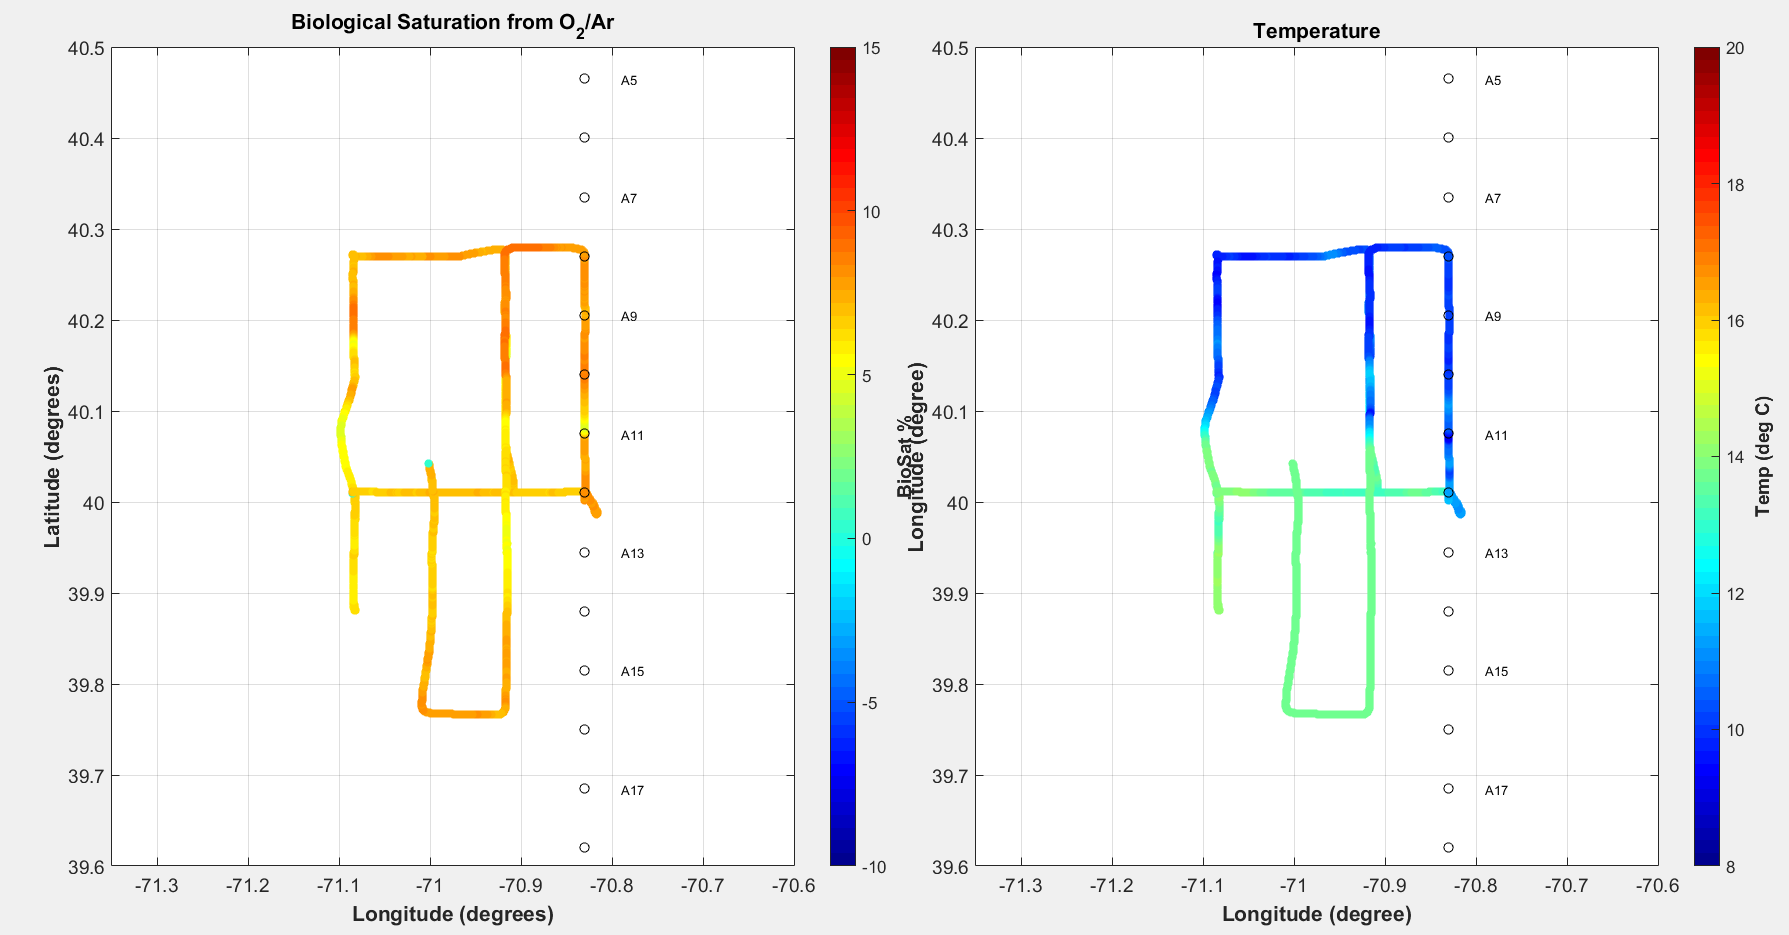 Biological Saturation from O2/Ar
Latitude (degrees)
40.5
40.4
40.3
40.2
40.1
40
39.9
39.8
39.7
39.6
-71.3
-71.2
-71.1
-71
-70.9
-70.8
-70.7
-70.6
Longitude (degrees)
A5
A7
A9
A11
A13
A15
A17
15
10
5
0
-5
-10
BioSat %
Temperature
Longitude (degree)
40.5
40.4
40.3
40.2
40.1
40
39.9
39.8
39.7
39.6
-71.3
-71.2
-71.1
-71
-70.9
-70.8
-70.7
-70.6
Longitude (degree)
A5
A7
A9
A11
A13
A15
A17
20
18
16
14
12
10
8
Temp (deg C)